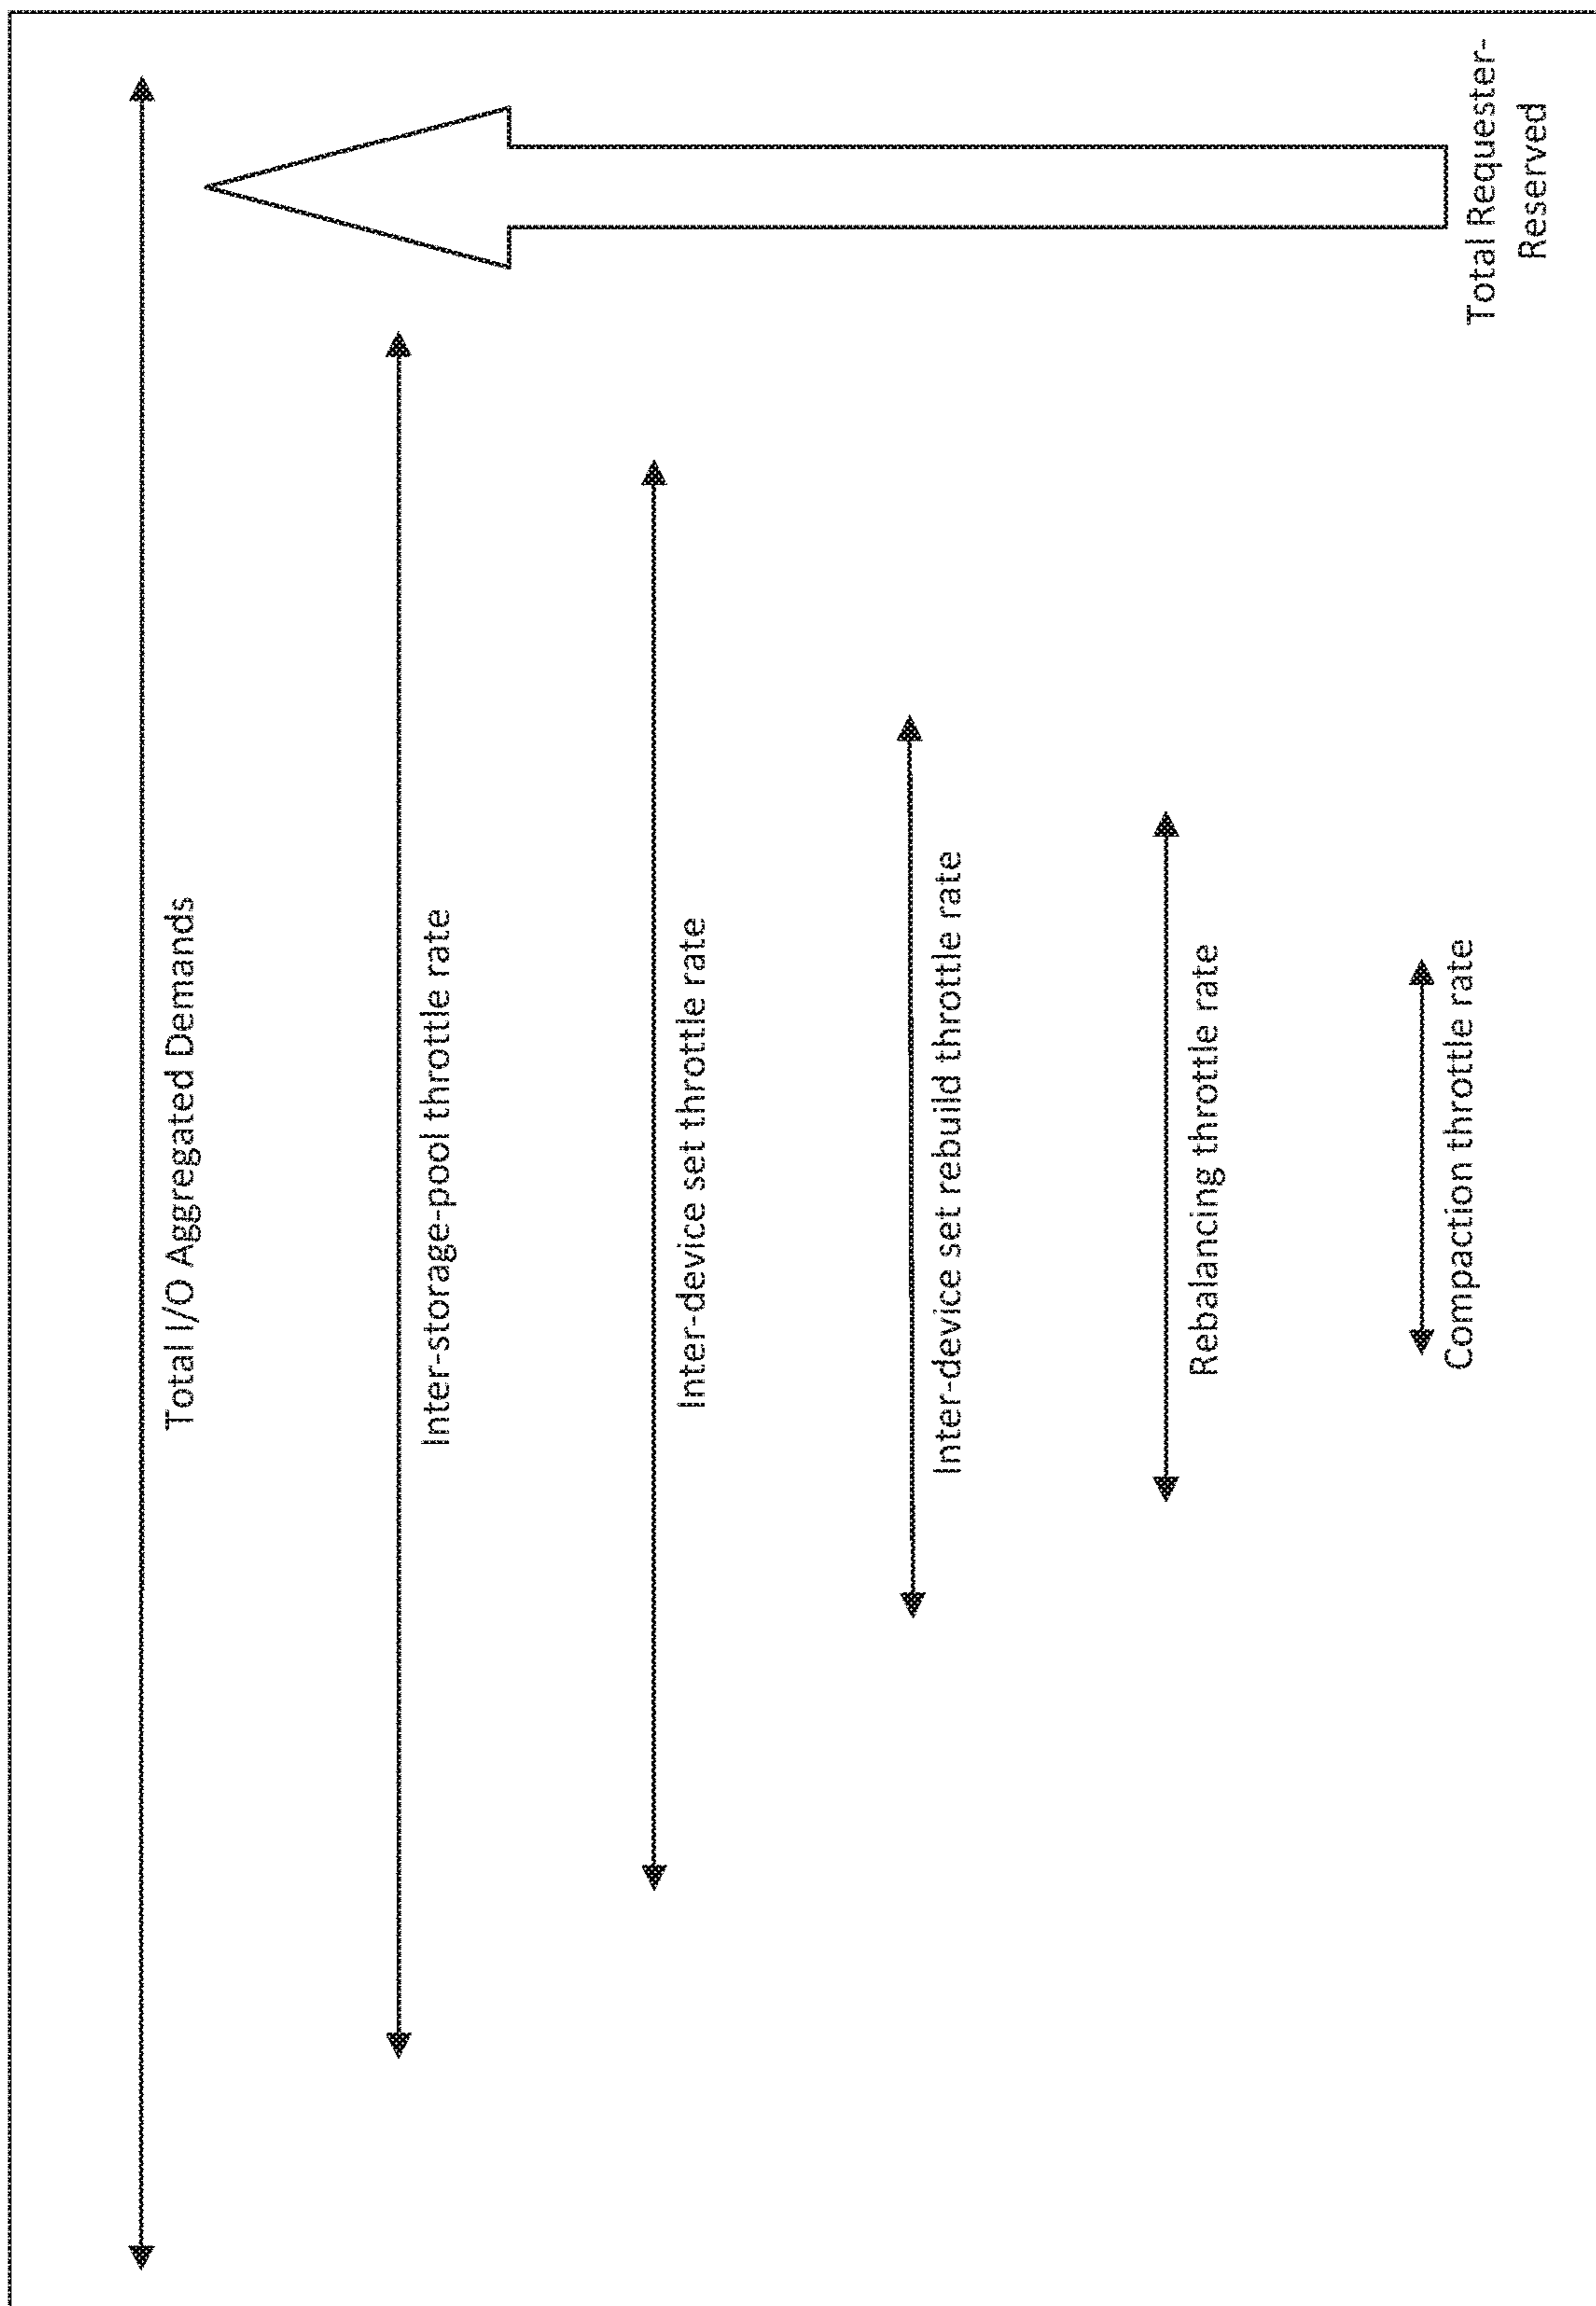 Total I/O Aggregated Demands
Inter-storage-pool throttle rate
Inter-device set throttle rate
Inter-device set rebuild throttle rate
Rebalancing throttle rate
Compaction throttle rate
Total Requester-
Reserved